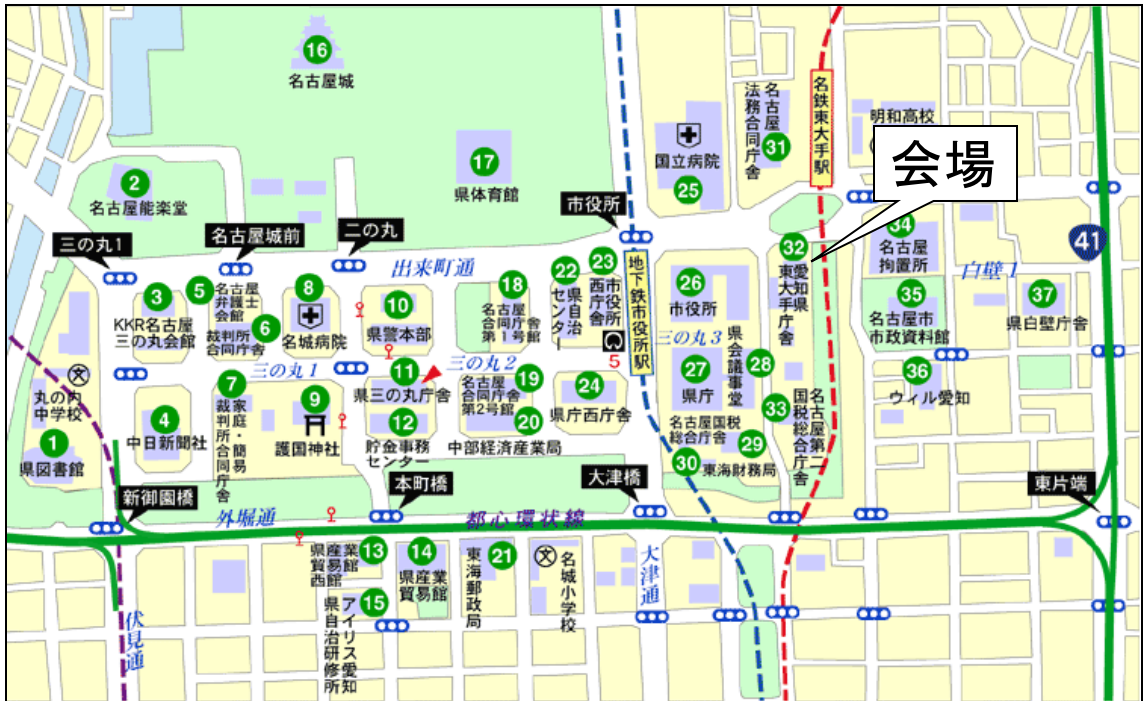 16
名古屋城
17
県体育館
2
名古屋能楽堂
国立病院
25
名古屋
法務合同庁舎
31
名鉄東大手駅
明和高校
会場
三の丸1
名古屋城前
二の丸
市役所
出来町通
地下鉄市役所駅
3
KKR名古屋
三の丸会館
5
名古屋
弁護士
会館
6
裁判所
合同庁舎
8
名城病院
10
県警本部
18
名古屋
合同庁舎
第1号館
22
県自治
センター
23
市役所
西庁舎
5
26
市役所
32
愛知県
東大手庁舎
34
名古屋
拘置所
白壁1
41
35
名古屋市
市政資料館
37
県白壁庁舎
36
ウィル愛知
三の丸1
三の丸2
三の丸3
文
丸の内
中学校
1
県図書館
4
中日新聞社
7
家庭・簡易
裁判所合同庁舎
9
護国神社
11
県三の丸庁舎
12
貯金事務
センター
19
名古屋
合同庁舎
第2号館
20
中部経済産業局
24
県庁西庁舎
27
県庁
県会議事堂
28
33
名古屋第二
国税総合庁舎
名古屋国税
総合庁舎
29
30
東海財務局
新御園橋
本町橋
大津橋
東片端
外堀通
都心環状線
県産業
貿易館
西館
13
14
県産業
貿易館
15
アイリス愛知
県自治研修所
21
東海郵政局
文
名城小学校
大津通
伏見通